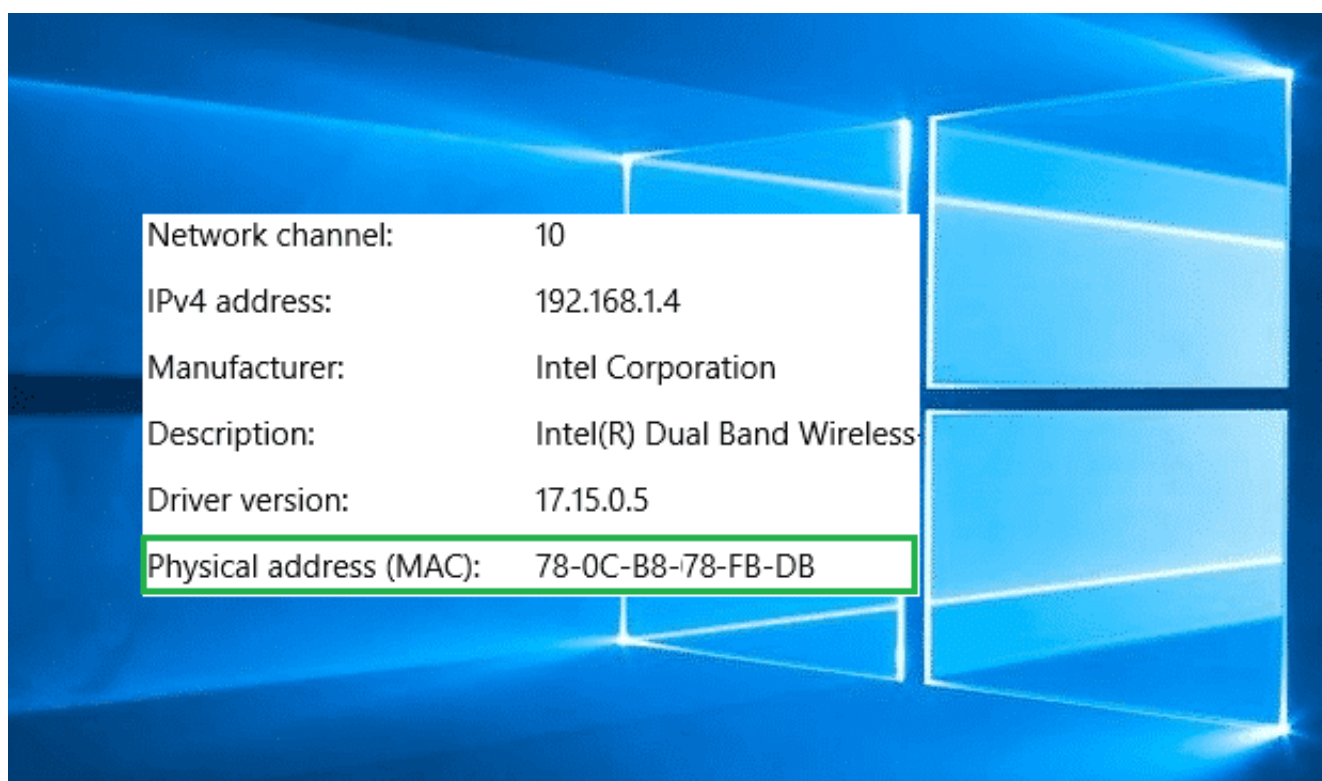 Network channel: 10
IPv4 address: 192.168.1.4
Manufacturer: Intel Corporation
Description: Intel(R) Dual Band Wireless-
Driver version: 17.15.0.5
Physical address (MAC): 78-0C-B8-78-FB-DB